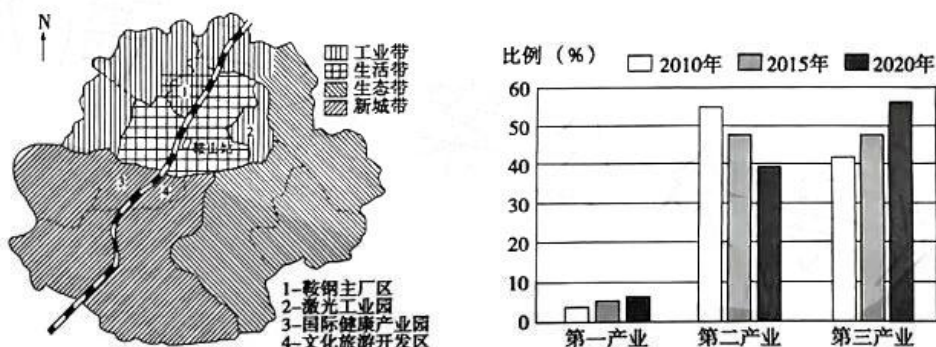 N
工业带
生活带
生态带
新城带
1
2
鞍山站
3
4
1-鞍钢主厂区
2-激光工业园
3-国际健康产业园
4-文化旅游开发区
比例（%） 2010年 2015年 2020年
60
50
40
30
20
10
0
第一产业 第二产业 第三产业